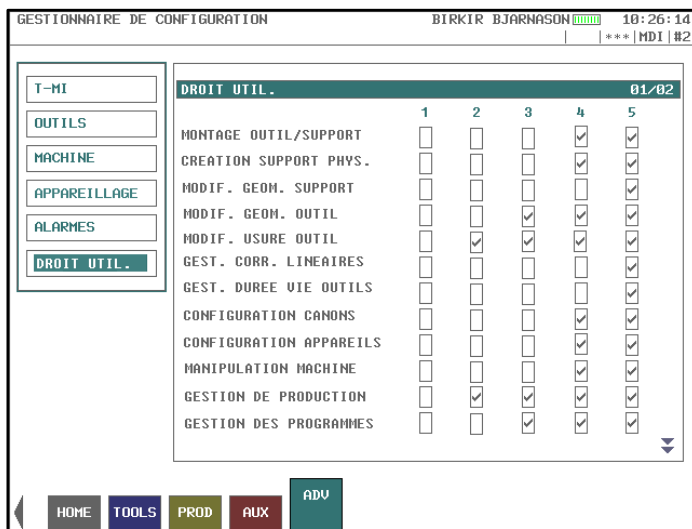 GESTIONNAIRE DE CONFIGURATION BIRKIR BJARNASON 10:26:14
***|MDI|#2
T-MI
OUTILS
MACHINE
APPAREILLAGE
ALARMES
DROIT UTIL.
DROIT UTIL. 01/02
1 2 3 4 5
MONTAGE OUTIL/SUPPORT
CREATION SUPPORT PHYS.
MODIF. GEOM. SUPPORT
MODIF. GEOM. OUTIL
MODIF. USURE OUTIL
GEST. CORR. LINEAIRES
GEST. DUREE VIE OUTILS
CONFIGURATION CANONS
CONFIGURATION APPAREILS
MANIPULATION MACHINE
GESTION DE PRODUCTION
GESTION DES PROGRAMMES
HOME TOOLS PROD AUX ADV